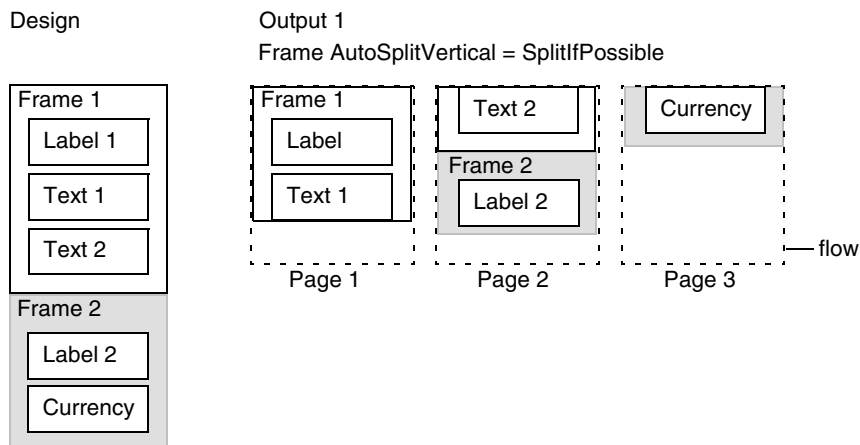 Design
Output 1
Frame AutoSplitVertical = SplitIfPossible
Frame 1
Label 1
Text 1
Text 2
Frame 2
Label 2
Currency
Frame 1
Label
Text 1
Page 1
Text 2
Frame 2
Label 2
Page 2
Currency
Page 3
flow